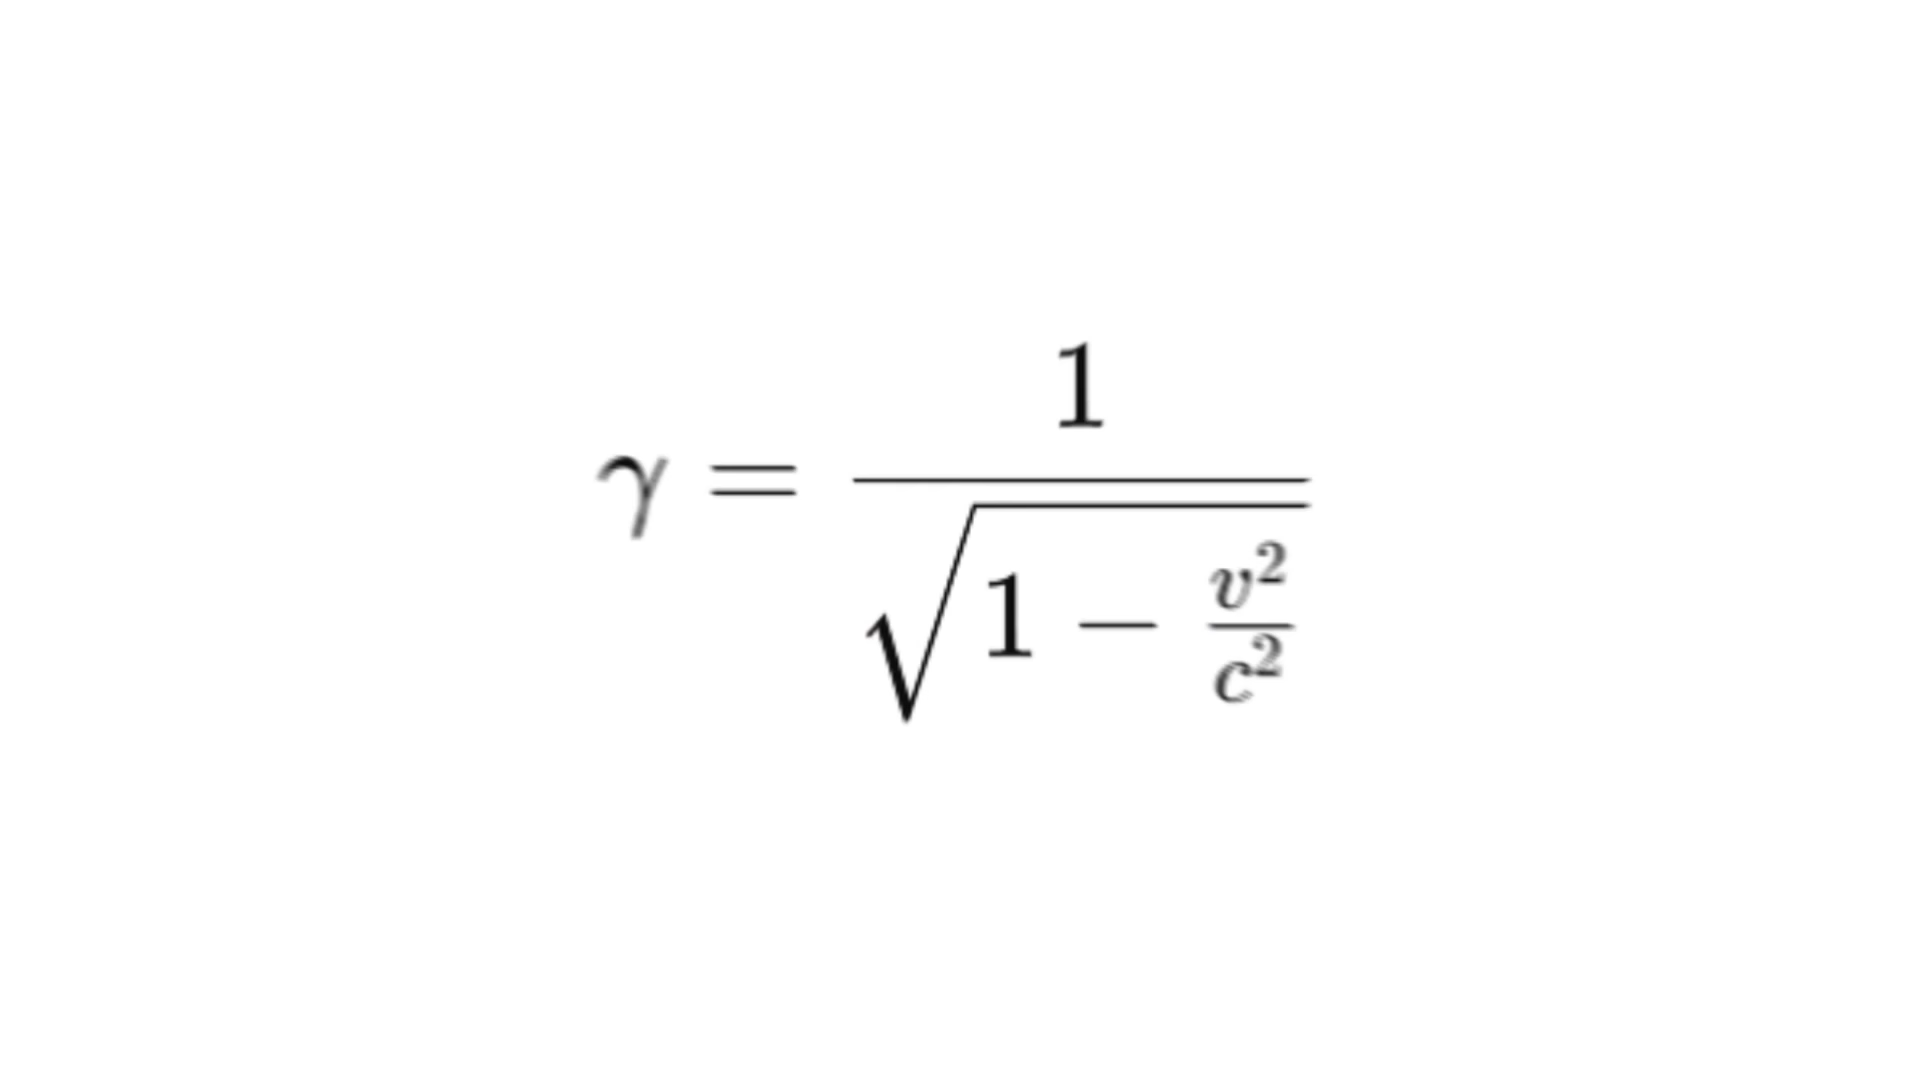 γ = 1 / √(1 − v²/c²)